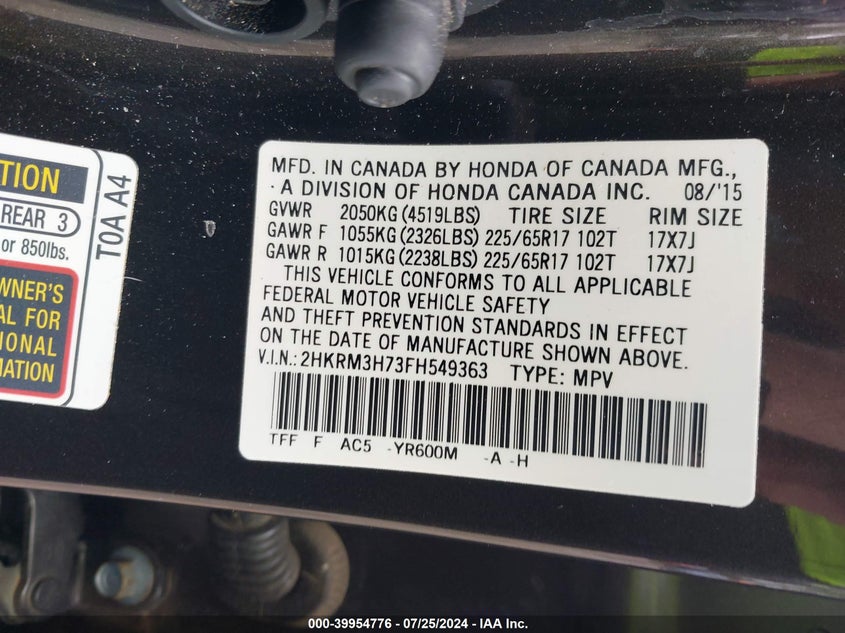 TION
REAR 3
or 850lbs.
WNER'S
AL FOR
IONAL
MATION
T0A A4
MFD. IN CANADA BY HONDA OF CANADA MFG.,
A DIVISION OF HONDA CANADA INC. 08/'15
GVWR 2050KG (4519LBS) TIRE SIZE RIM SIZE
GAWR F 1055KG (2326LBS) 225/65R17 102T 17X7J
GAWR R 1015KG (2238LBS) 225/65R17 102T 17X7J
THIS VEHICLE CONFORMS TO ALL APPLICABLE
FEDERAL MOTOR VEHICLE SAFETY
AND THEFT PREVENTION STANDARDS IN EFFECT
ON THE DATE OF MANUFACTURE SHOWN ABOVE.
V.I.N.: 2HKRM3H73FH549363 TYPE: MPV
TFF F AC5 -YR600M -A -H
000-39954776 - 07/25/2024 - IAA Inc.